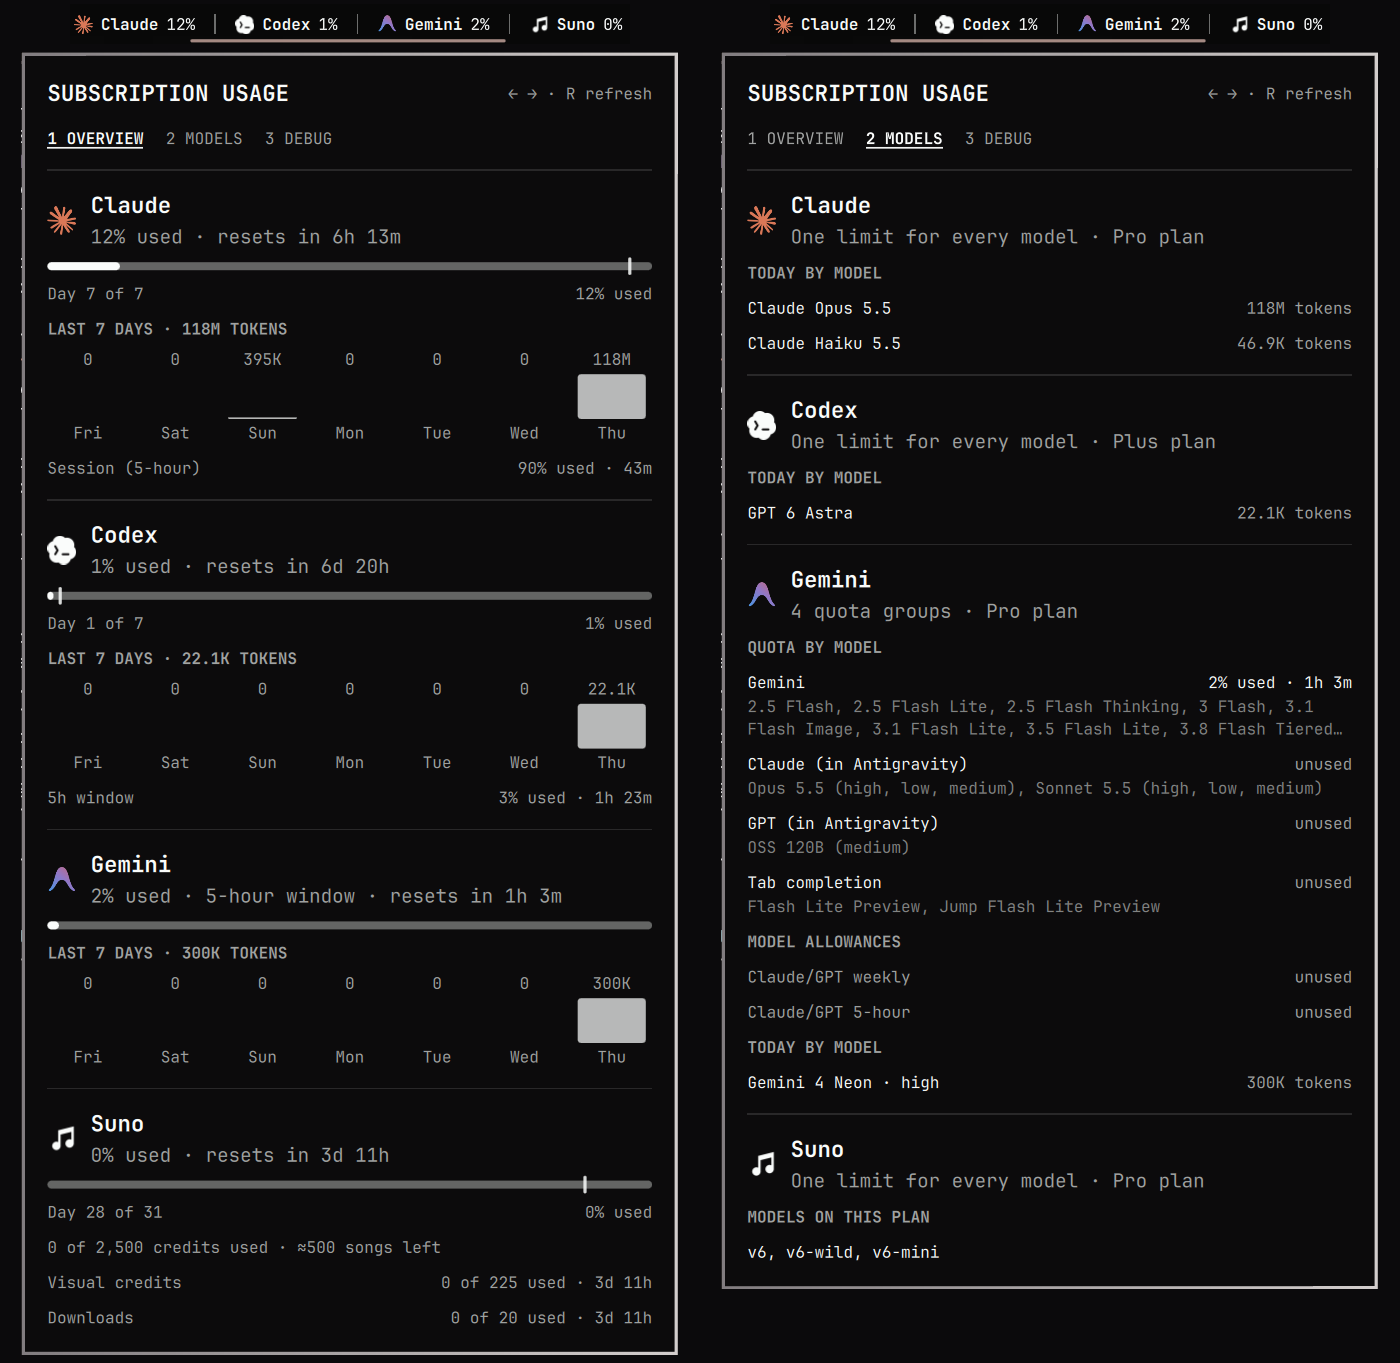 Claude 12% Codex 1% Gemini 2% Suno 0%
SUBSCRIPTION USAGE ← → · R refresh
1 OVERVIEW 2 MODELS 3 DEBUG
Claude
12% used · resets in 6h 13m
Day 7 of 7 12% used
LAST 7 DAYS · 118M TOKENS
0 0 395K 0 0 0 118M
Fri Sat Sun Mon Tue Wed Thu
Session (5-hour) 90% used · 43m
Codex
1% used · resets in 6d 20h
Day 1 of 7 1% used
LAST 7 DAYS · 22.1K TOKENS
0 0 0 0 0 0 22.1K
Fri Sat Sun Mon Tue Wed Thu
5h window 3% used · 1h 23m
Gemini
2% used · 5-hour window · resets in 1h 3m
LAST 7 DAYS · 300K TOKENS
0 0 0 0 0 0 300K
Fri Sat Sun Mon Tue Wed Thu
Suno
0% used · resets in 3d 11h
Day 28 of 31 0% used
0 of 2,500 credits used · ≈500 songs left
Visual credits 0 of 225 used · 3d 11h
Downloads 0 of 20 used · 3d 11h
Claude 12% Codex 1% Gemini 2% Suno 0%
SUBSCRIPTION USAGE ← → · R refresh
1 OVERVIEW 2 MODELS 3 DEBUG
Claude
One limit for every model · Pro plan
TODAY BY MODEL
Claude Opus 5.5 118M tokens
Claude Haiku 5.5 46.9K tokens
Codex
One limit for every model · Plus plan
TODAY BY MODEL
GPT 6 Astra 22.1K tokens
Gemini
4 quota groups · Pro plan
QUOTA BY MODEL
Gemini 2% used · 1h 3m
2.5 Flash, 2.5 Flash Lite, 2.5 Flash Thinking, 3 Flash, 3.1
Flash Image, 3.1 Flash Lite, 3.5 Flash Lite, 3.8 Flash Tiered…
Claude (in Antigravity) unused
Opus 5.5 (high, low, medium), Sonnet 5.5 (high, low, medium)
GPT (in Antigravity) unused
OSS 120B (medium)
Tab completion unused
Flash Lite Preview, Jump Flash Lite Preview
MODEL ALLOWANCES
Claude/GPT weekly unused
Claude/GPT 5-hour unused
TODAY BY MODEL
Gemini 4 Neon · high 300K tokens
Suno
One limit for every model · Pro plan
MODELS ON THIS PLAN
v6, v6-wild, v6-mini